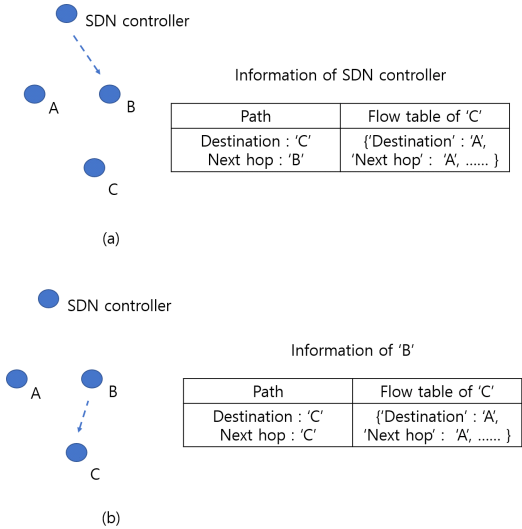 SDN controller
A
B
C
Information of SDN controller
Path
Flow table of ‘C’
Destination : ‘C’
Next hop : ‘B’
{‘Destination’ : ‘A’,
‘Next hop’ : ‘A’, ...... }
(a)
SDN controller
A
B
C
Information of ‘B’
Path
Flow table of ‘C’
Destination : ‘C’
Next hop : ‘C’
{‘Destination’ : ‘A’,
‘Next hop’ : ‘A’, ...... }
(b)